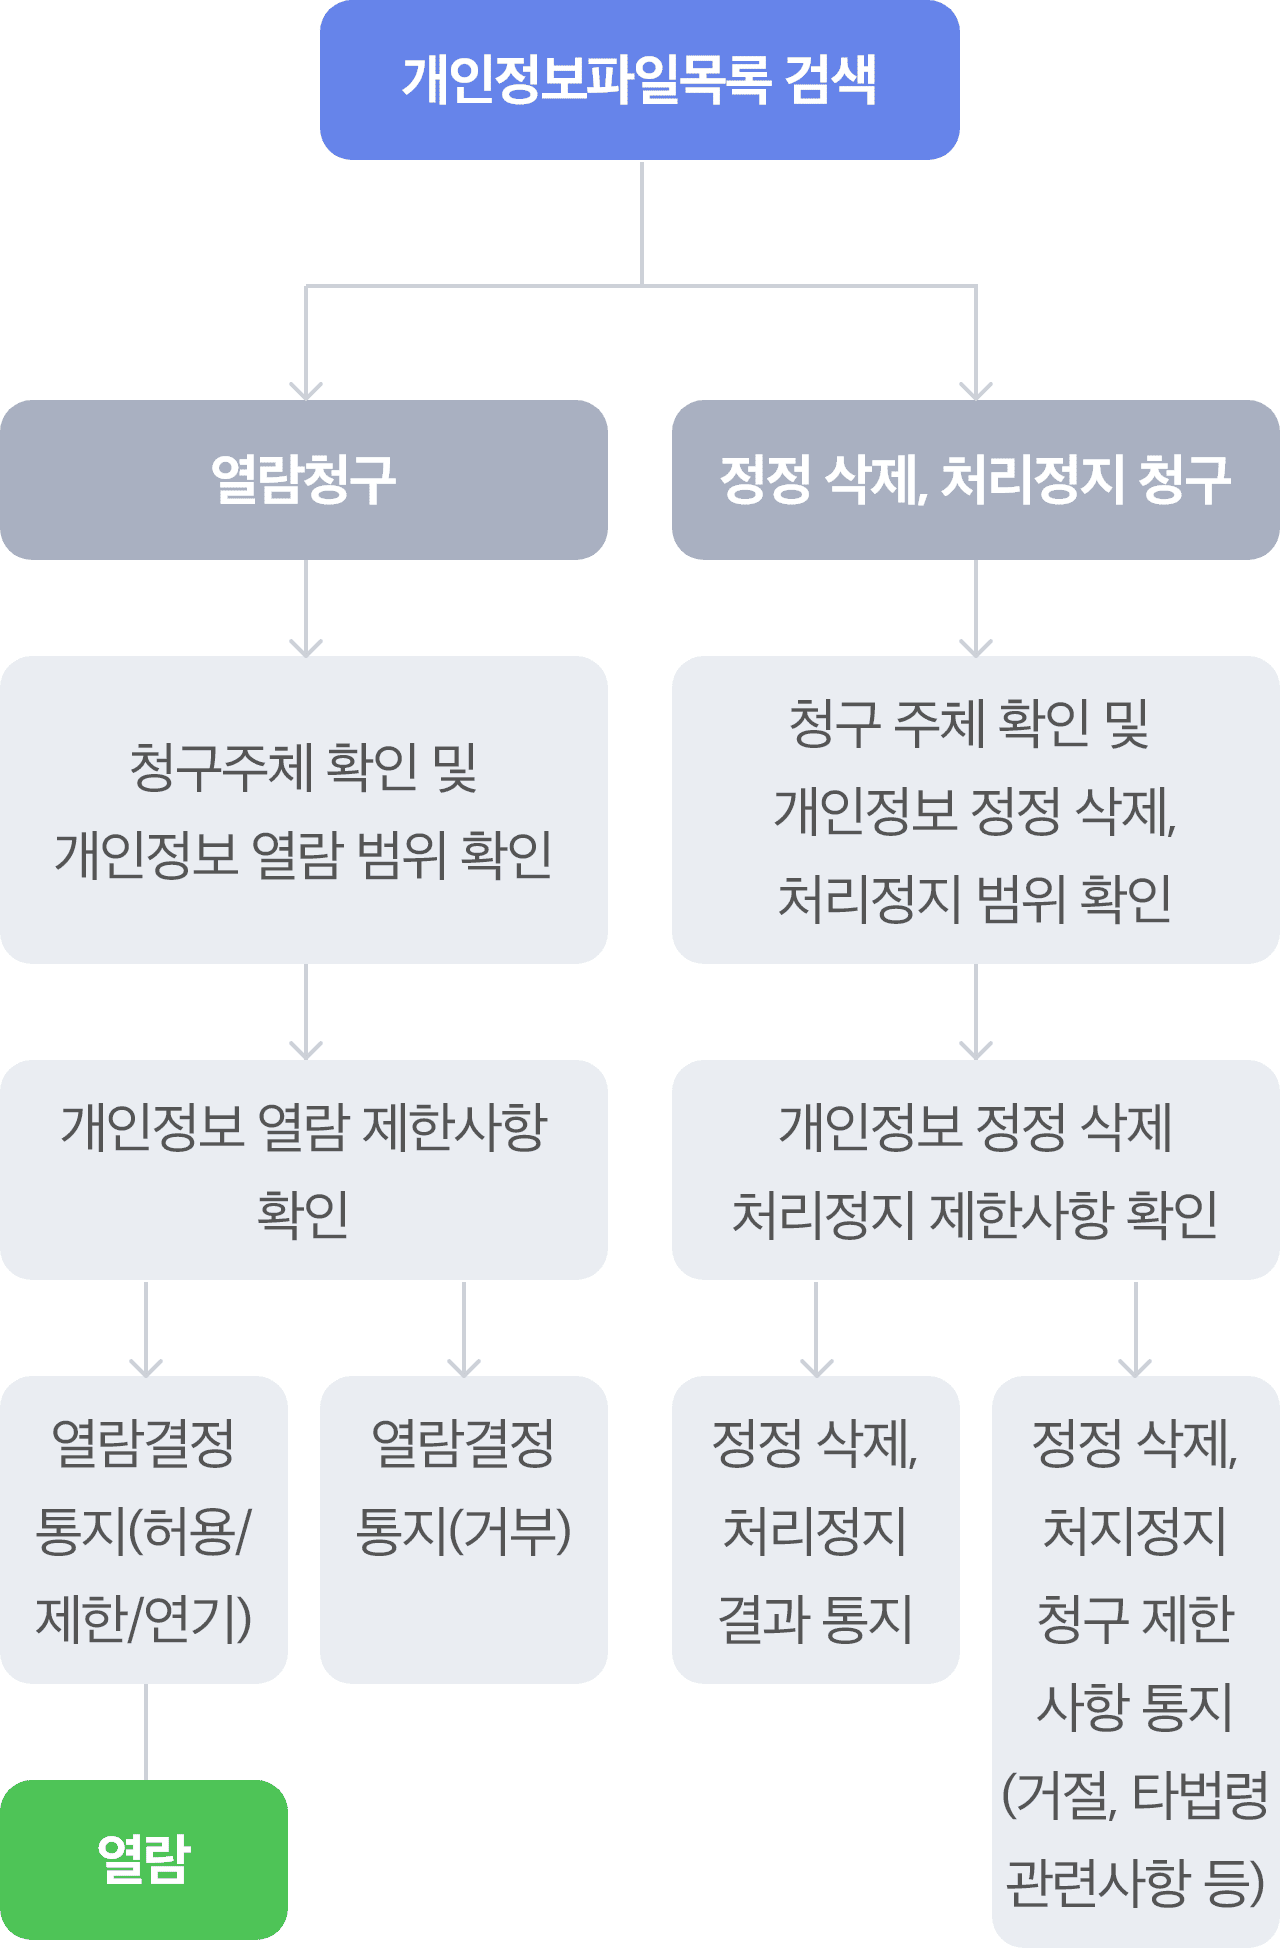 개인정보파일목록 검색
열람청구
정정 삭제, 처리정지 청구
청구주체 확인 및
개인정보 열람 범위 확인
청구 주체 확인 및
개인정보 정정 삭제,
처리정지 범위 확인
개인정보 열람 제한사항
확인
개인정보 정정 삭제
처리정지 제한사항 확인
열람결정
통지(허용/
제한/연기)
열람결정
통지(거부)
정정 삭제,
처리정지
결과 통지
정정 삭제,
처지정지
청구 제한
사항 통지
(거절, 타법령
관련사항 등)
열람